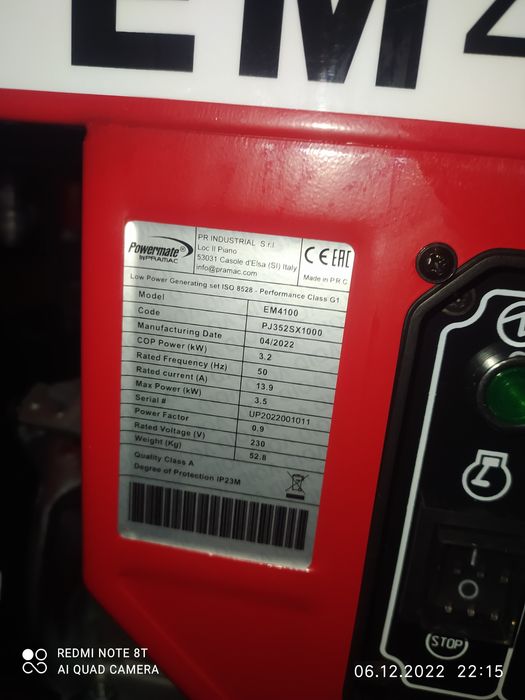 EM4
Powermate®
by PRAMAC
PR INDUSTRIAL S.r.l
Loc Il Piano
53031 Casole d'Elsa (SI) Italy
info@pramac.com
CE EAC
Made in P.R.C
Low Power Generating set ISO 8528 - Performance Class G1
Model EM4100
Code PJ352SX1000
Manufacturing Date 04/2022
COP Power (kW) 3.2
Rated Frequency (Hz) 50
Rated current (A) 13.9
Max Power (kW) 3.5
Serial # UP2022001011
Power Factor 0.9
Rated Voltage (V) 230
Weight (Kg) 52.8
Quality Class A
Degree of Protection IP23M
STOP
REDMI NOTE 8T
AI QUAD CAMERA
06.12.2022 22:15